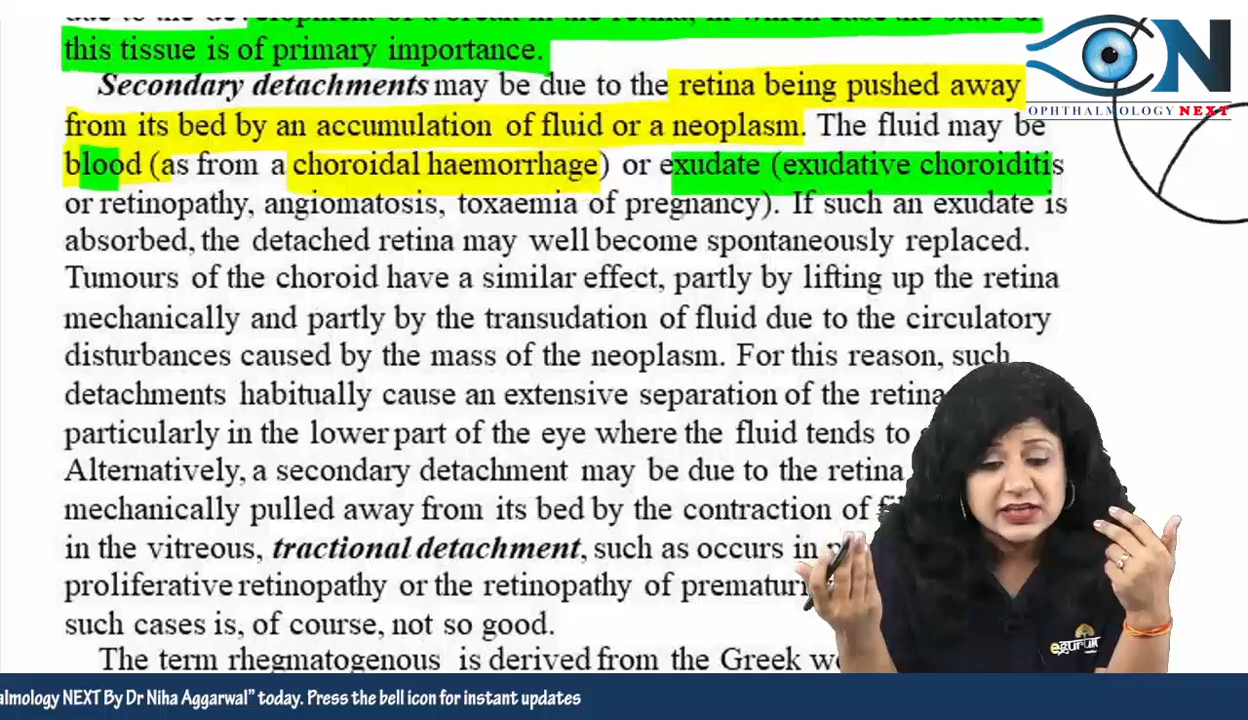 this tissue is of primary importance.
Secondary detachments may be due to the retina being pushed away
from its bed by an accumulation of fluid or a neoplasm. The fluid may be
blood (as from a choroidal haemorrhage) or exudate (exudative choroiditis
or retinopathy, angiomatosis, toxaemia of pregnancy). If such an exudate is
absorbed, the detached retina may well become spontaneously replaced.
Tumours of the choroid have a similar effect, partly by lifting up the retina
mechanically and partly by the transudation of fluid due to the circulatory
disturbances caused by the mass of the neoplasm. For this reason, such
detachments habitually cause an extensive separation of the retina
particularly in the lower part of the eye where the fluid tends to
Alternatively, a secondary detachment may be due to the retina
mechanically pulled away from its bed by the contraction of
in the vitreous, tractional detachment, such as occurs in
proliferative retinopathy or the retinopathy of
such cases is, of course, not so good.
The term rhegmatogenous is derived from the Greek
ON
OPHTHALMOLOGY NEXT
eGurukul
almology NEXT By Dr Niha Aggarwal" today. Press the bell icon for instant updates